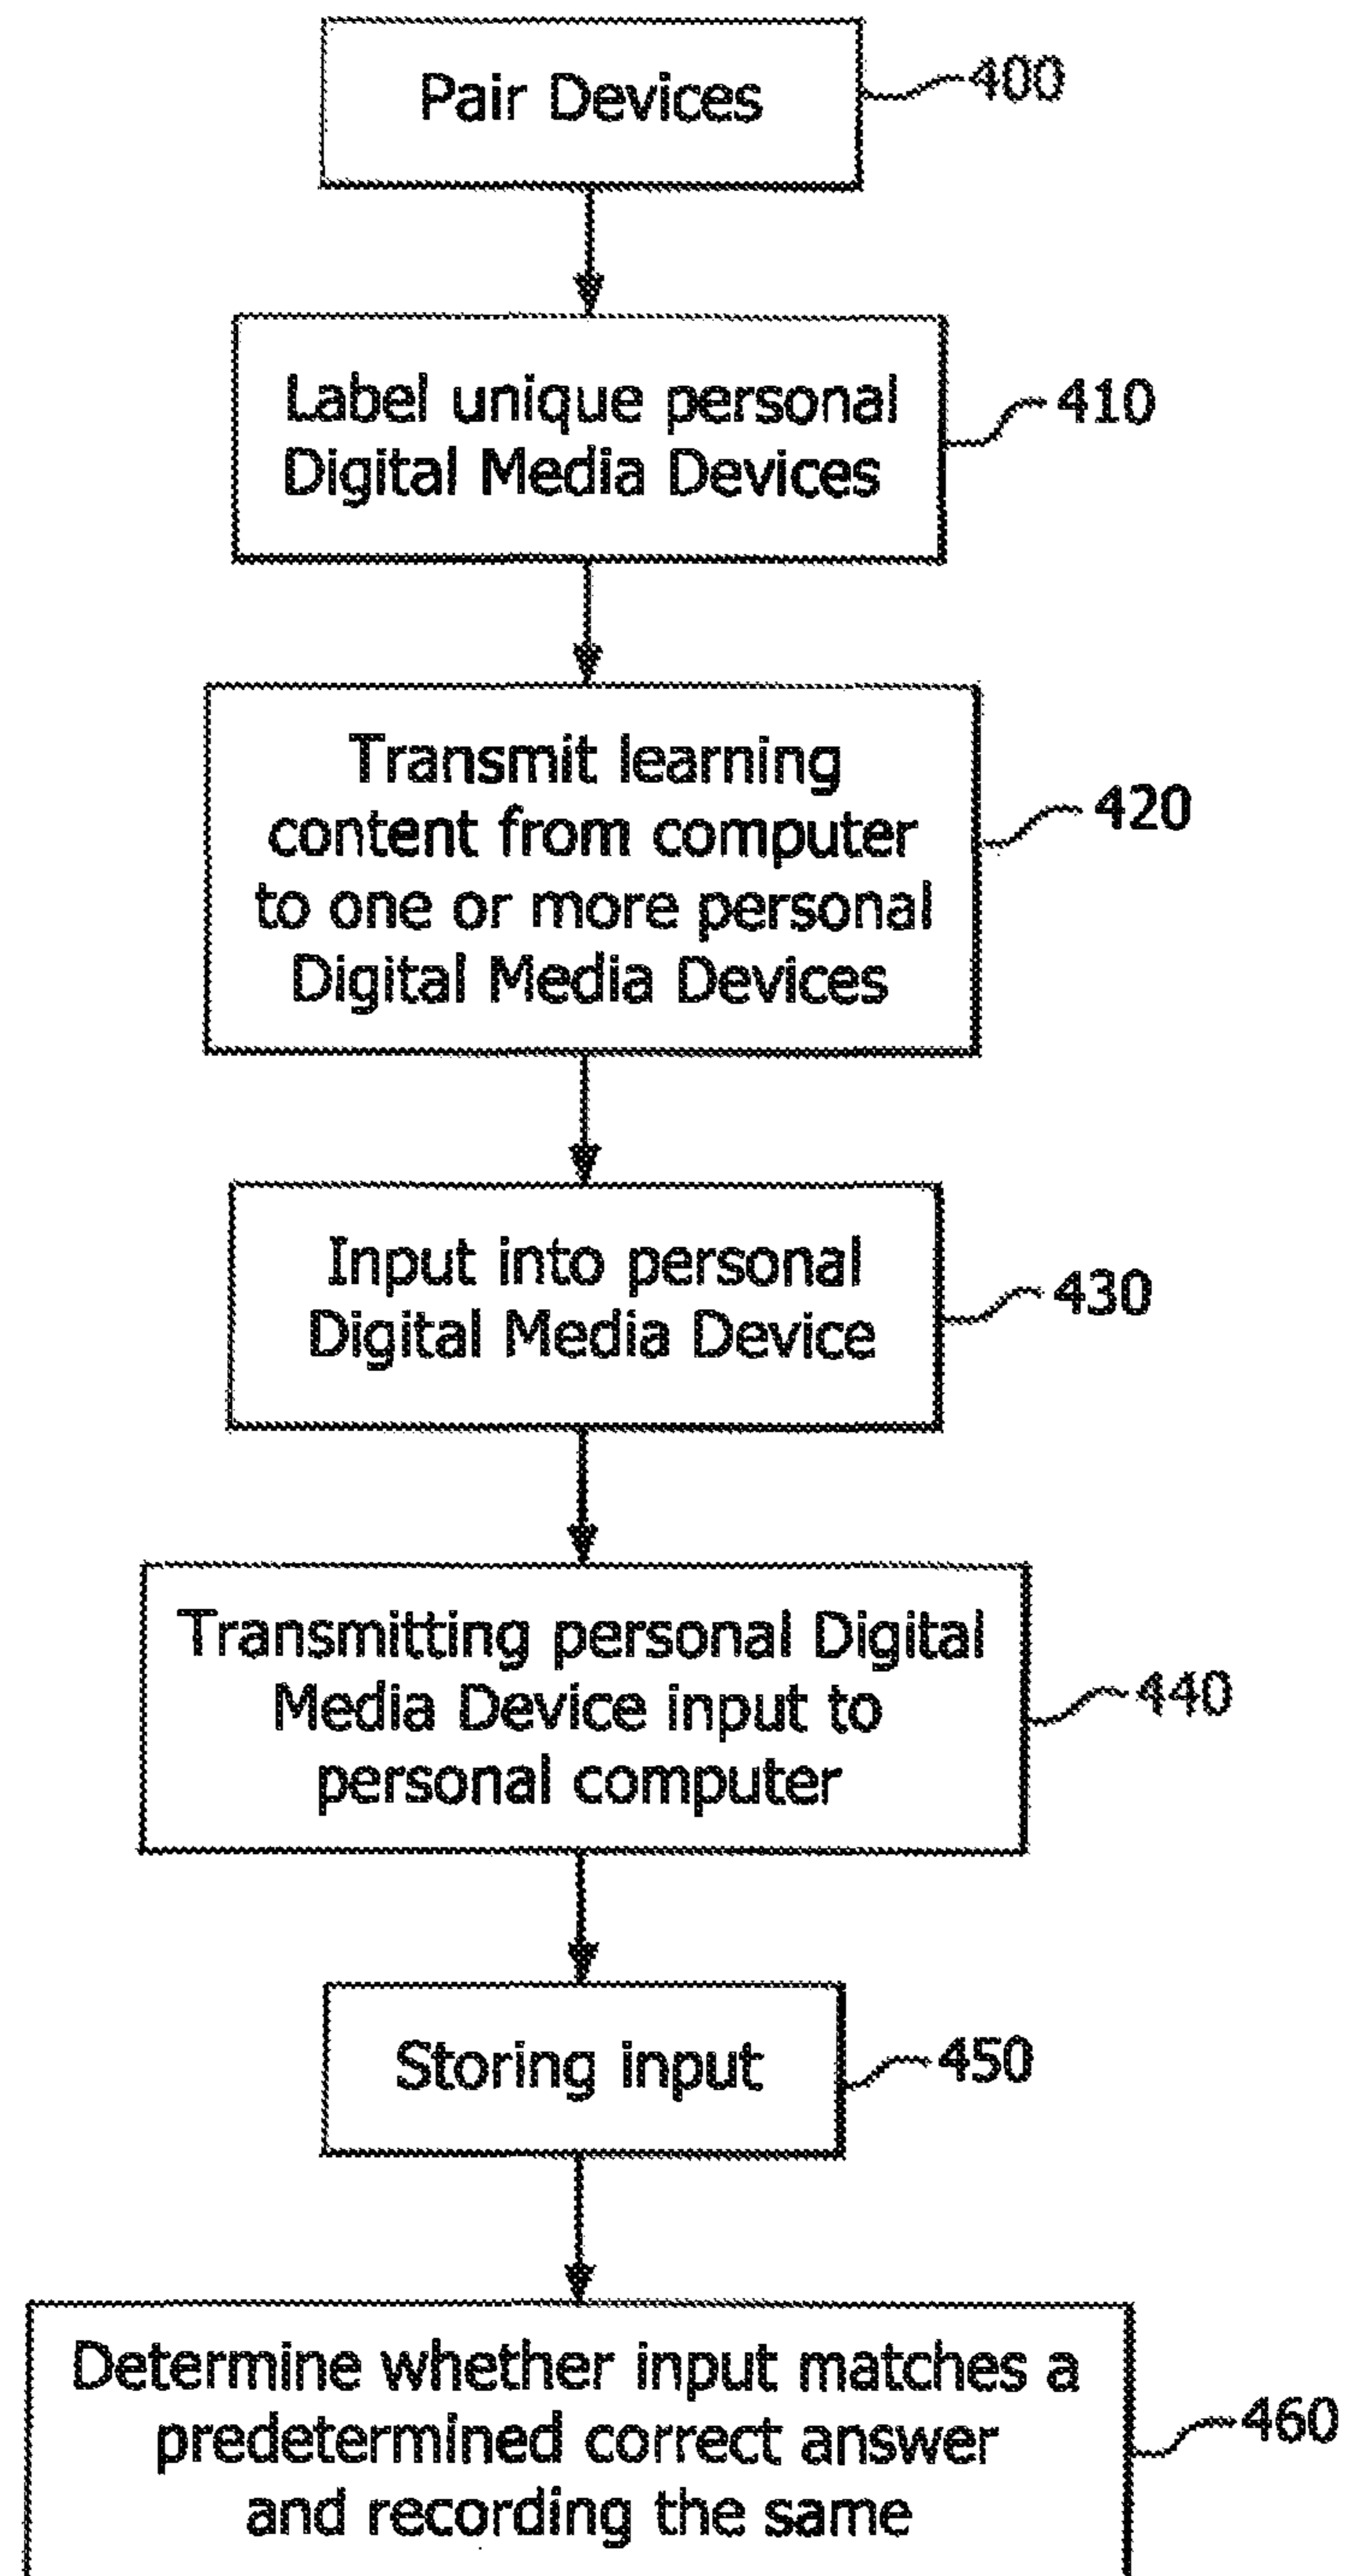 Pair Devices
400
Label unique personal
Digital Media Devices
410
Transmit learning
content from computer
to one or more personal
Digital Media Devices
420
Input into personal
Digital Media Device
430
Transmitting personal Digital
Media Device input to
personal computer
440
Storing input
450
Determine whether input matches a
predetermined correct answer
and recording the same
460